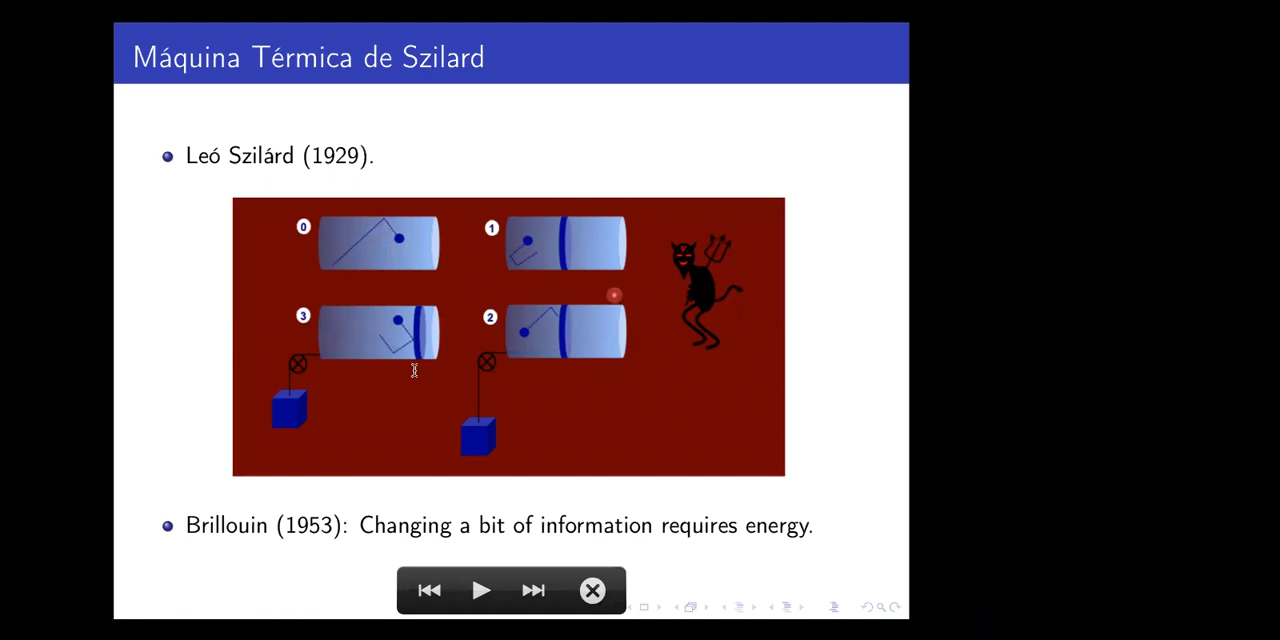 Máquina Térmica de Szilard
Leó Szilárd (1929).
0
1
3
2
Brillouin (1953): Changing a bit of information requires energy.